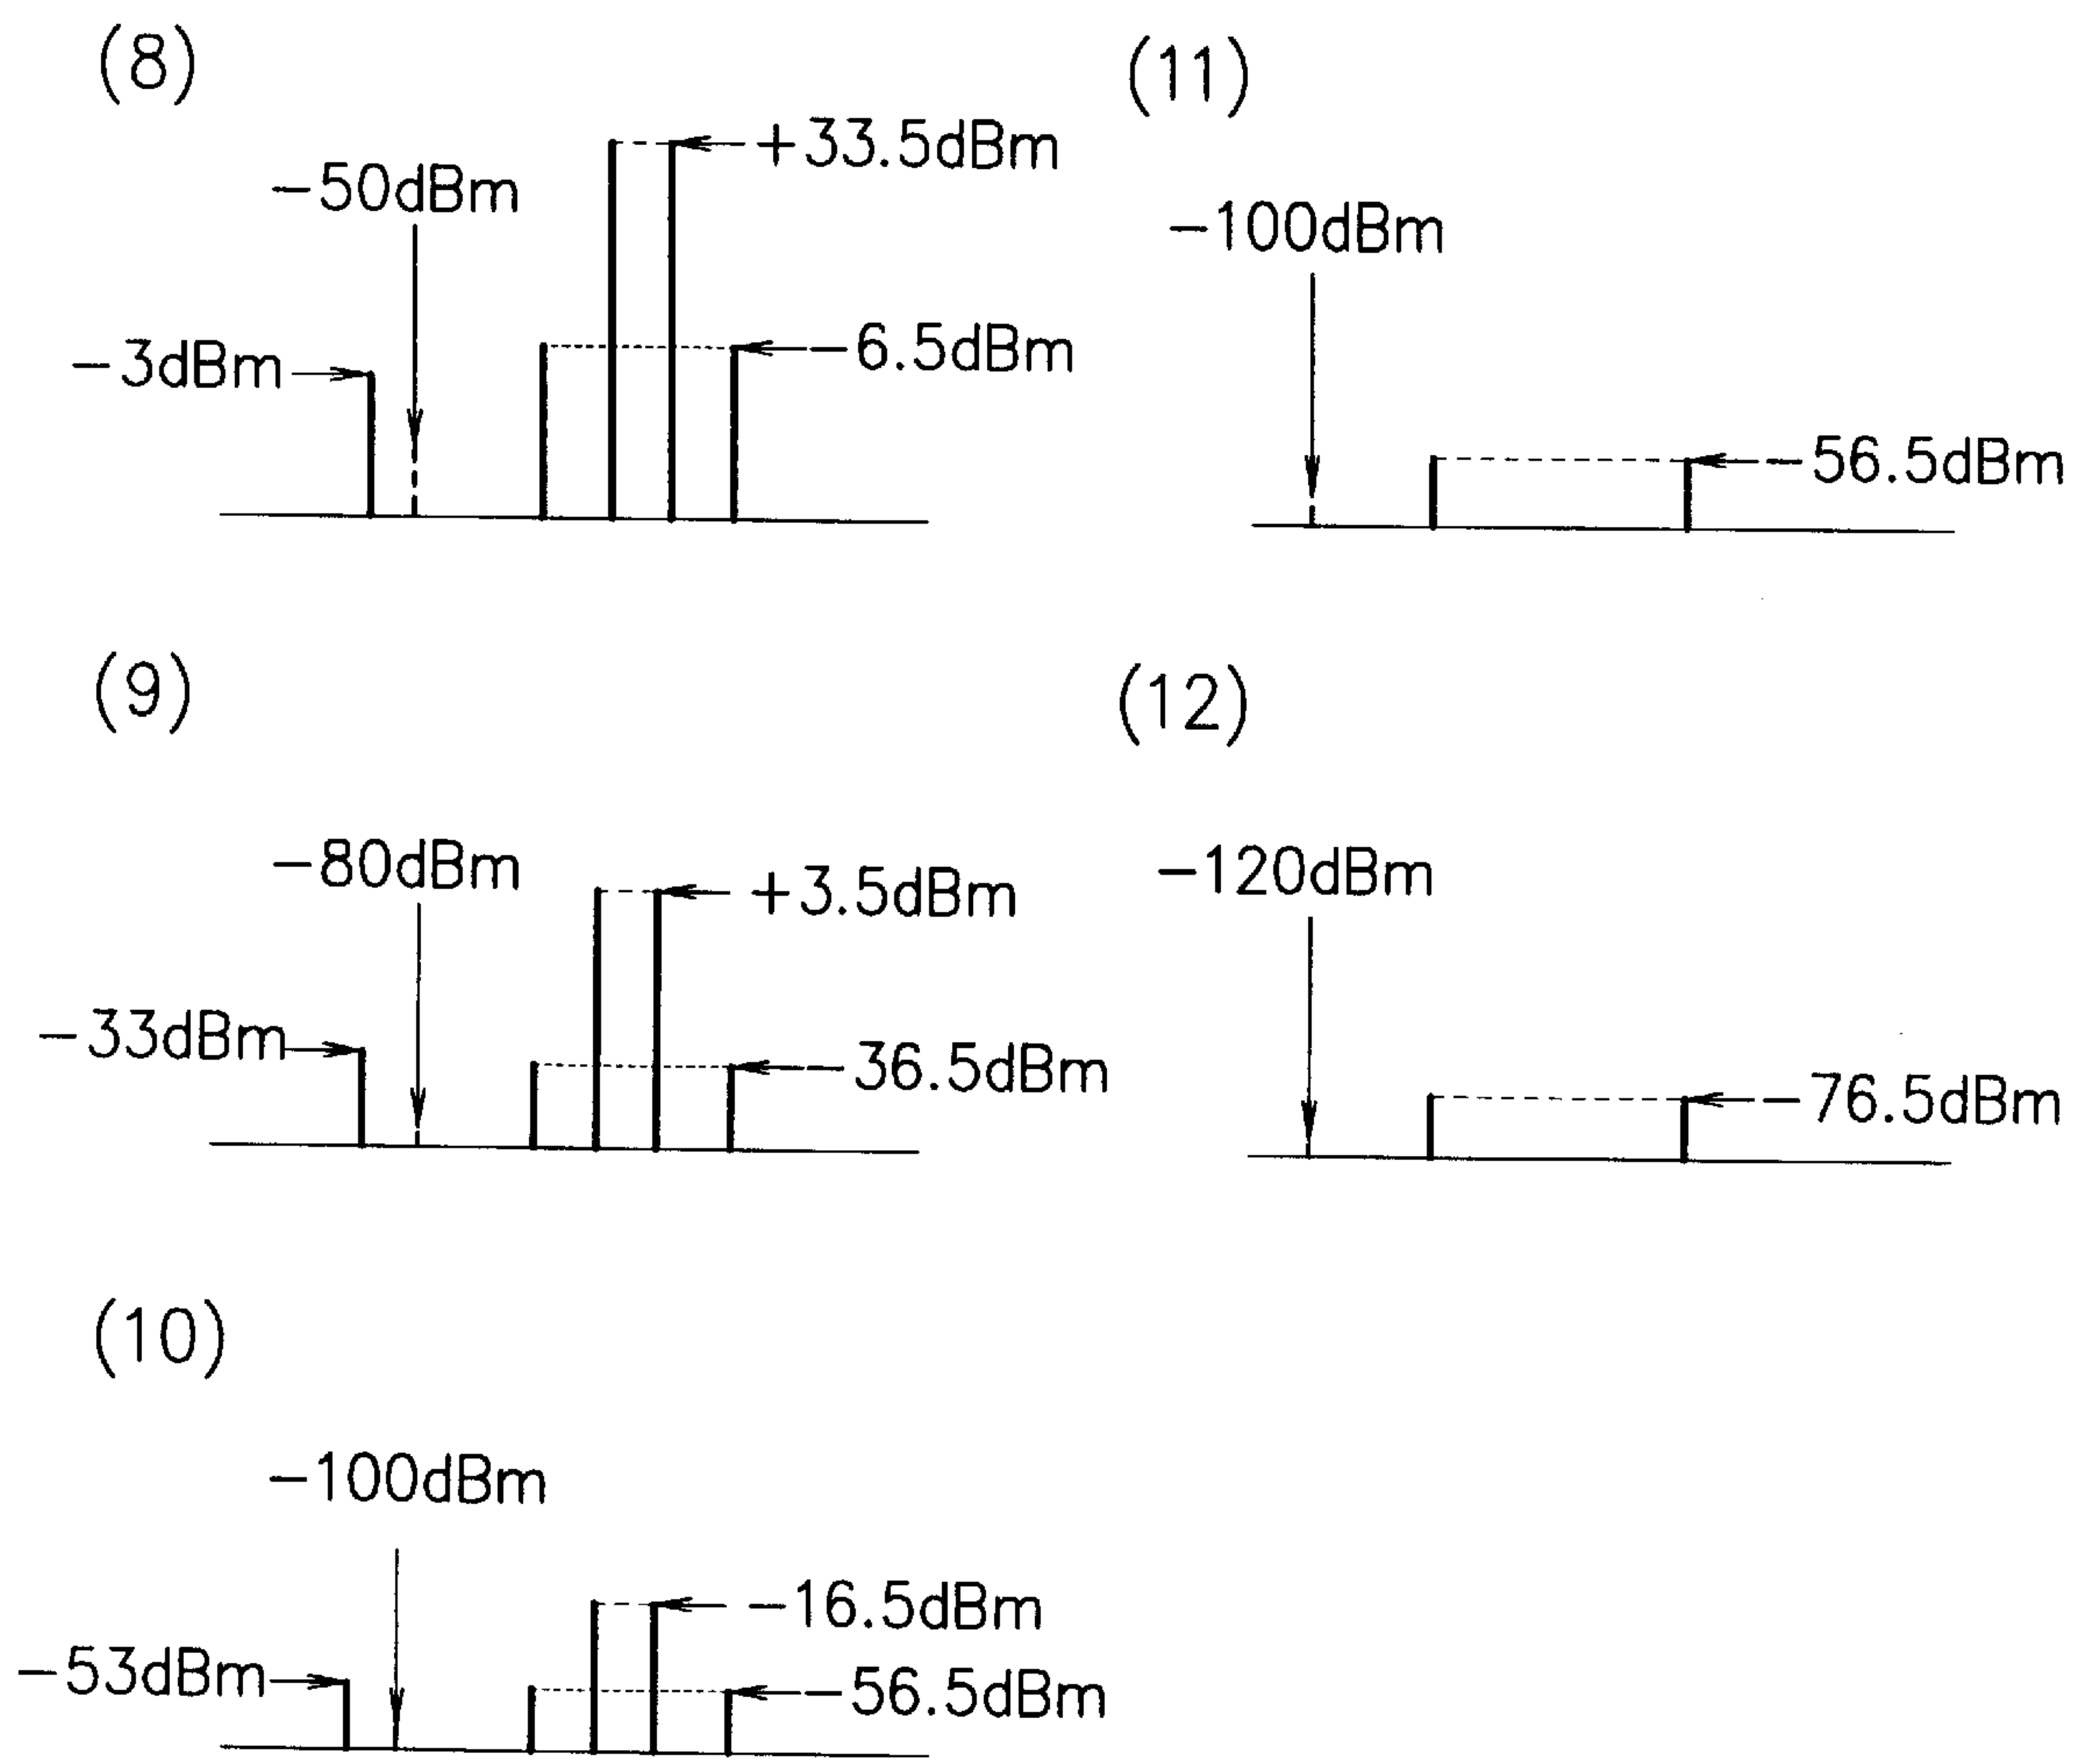 (8)
+33.5dBm
-50dBm
-6.5dBm
-3dBm
(9)
-80dBm
+3.5dBm
-33dBm
-36.5dBm
(10)
-100dBm
-16.5dBm
-53dBm
-56.5dBm
(11)
-100dBm
-56.5dBm
(12)
-120dBm
-76.5dBm